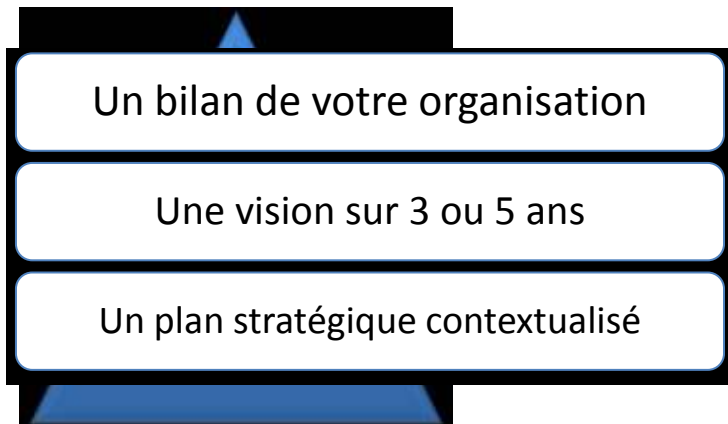 Un bilan de votre organisation
Une vision sur 3 ou 5 ans
Un plan stratégique contextualisé